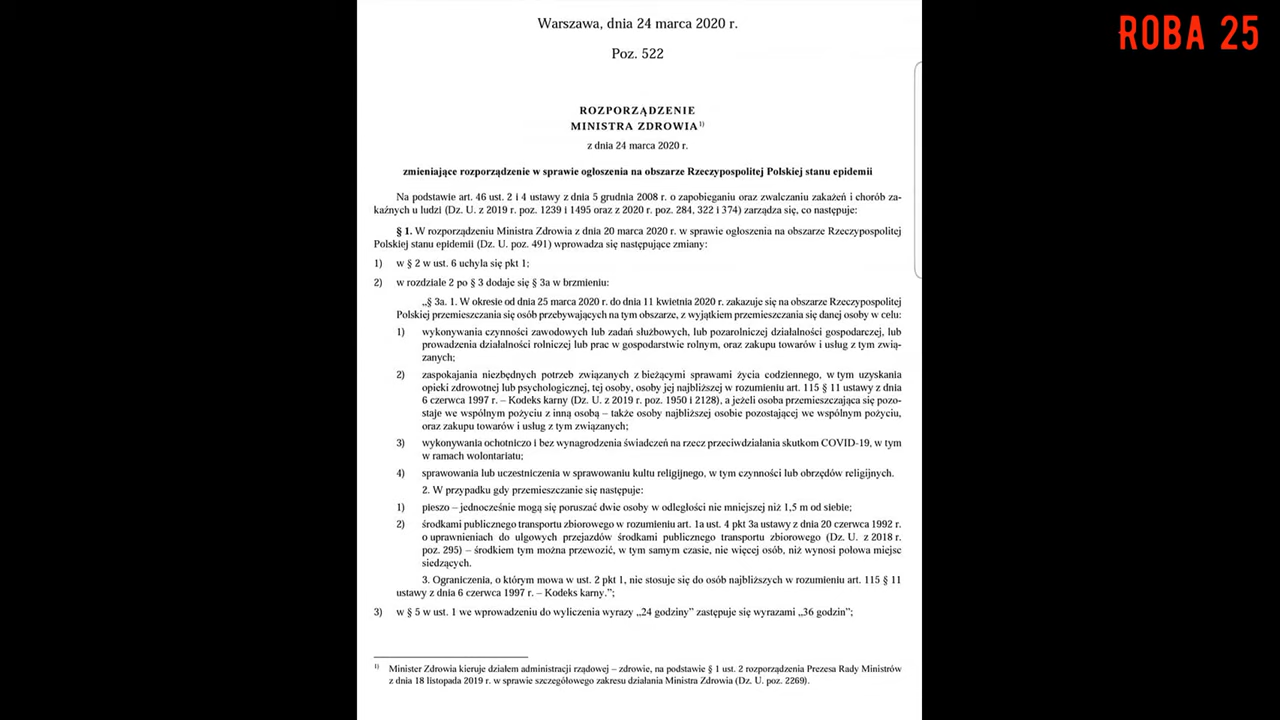 ROBA 25
Warszawa, dnia 24 marca 2020 r.
Poz. 522
ROZPORZĄDZENIE
MINISTRA ZDROWIA¹⁾
z dnia 24 marca 2020 r.
zmieniające rozporządzenie w sprawie ogłoszenia na obszarze Rzeczypospolitej Polskiej stanu epidemii
Na podstawie art. 46 ust. 2 i 4 ustawy z dnia 5 grudnia 2008 r. o zapobieganiu oraz zwalczaniu zakażeń i chorób za-
kaźnych u ludzi (Dz. U. z 2019 r. poz. 1239 i 1495 oraz z 2020 r. poz. 284, 322 i 374) zarządza się, co następuje:
§ 1. W rozporządzeniu Ministra Zdrowia z dnia 20 marca 2020 r. w sprawie ogłoszenia na obszarze Rzeczypospolitej
Polskiej stanu epidemii (Dz. U. poz. 491) wprowadza się następujące zmiany:
1) w § 2 w ust. 6 uchyla się pkt 1;
2) w rozdziale 2 po § 3 dodaje się § 3a w brzmieniu:
„§ 3a. 1. W okresie od dnia 25 marca 2020 r. do dnia 11 kwietnia 2020 r. zakazuje się na obszarze Rzeczypospolitej
Polskiej przemieszczania się osób przebywających na tym obszarze, z wyjątkiem przemieszczania się danej osoby w celu:
1) wykonywania czynności zawodowych lub zadań służbowych, lub pozarolniczej działalności gospodarczej, lub
prowadzenia działalności rolniczej lub prac w gospodarstwie rolnym, oraz zakupu towarów i usług z tym zwią-
zanych;
2) zaspokajania niezbędnych potrzeb związanych z bieżącymi sprawami życia codziennego, w tym uzyskania
opieki zdrowotnej lub psychologicznej, tej osoby, osoby jej najbliższej w rozumieniu art. 115 § 11 ustawy z dnia
6 czerwca 1997 r. – Kodeks karny (Dz. U. z 2019 r. poz. 1950 i 2128), a jeżeli osoba przemieszczająca się pozo-
staje we wspólnym pożyciu z inną osobą – także osoby najbliższej osobie pozostającej we wspólnym pożyciu,
oraz zakupu towarów i usług z tym związanych;
3) wykonywania ochotniczo i bez wynagrodzenia świadczeń na rzecz przeciwdziałania skutkom COVID-19, w tym
w ramach wolontariatu;
4) sprawowania lub uczestniczenia w sprawowaniu kultu religijnego, w tym czynności lub obrzędów religijnych.
2. W przypadku gdy przemieszczanie się następuje:
1) pieszo – jednocześnie mogą się poruszać dwie osoby w odległości nie mniejszej niż 1,5 m od siebie;
2) środkami publicznego transportu zbiorowego w rozumieniu art. 1a ust. 4 pkt 3a ustawy z dnia 20 czerwca 1992 r.
o uprawnieniach do ulgowych przejazdów środkami publicznego transportu zbiorowego (Dz. U. z 2018 r.
poz. 295) – środkiem tym można przewozić, w tym samym czasie, nie więcej osób, niż wynosi połowa miejsc
siedzących.
3. Ograniczenia, o którym mowa w ust. 2 pkt 1, nie stosuje się do osób najbliższych w rozumieniu art. 115 § 11
ustawy z dnia 6 czerwca 1997 r. – Kodeks karny.”;
3) w § 5 w ust. 1 we wprowadzeniu do wyliczenia wyrazy „24 godziny” zastępuje się wyrazami „36 godzin”;
¹⁾ Minister Zdrowia kieruje działem administracji rządowej – zdrowie, na podstawie § 1 ust. 2 rozporządzenia Prezesa Rady Ministrów
z dnia 18 listopada 2019 r. w sprawie szczegółowego zakresu działania Ministra Zdrowia (Dz. U. poz. 2269).